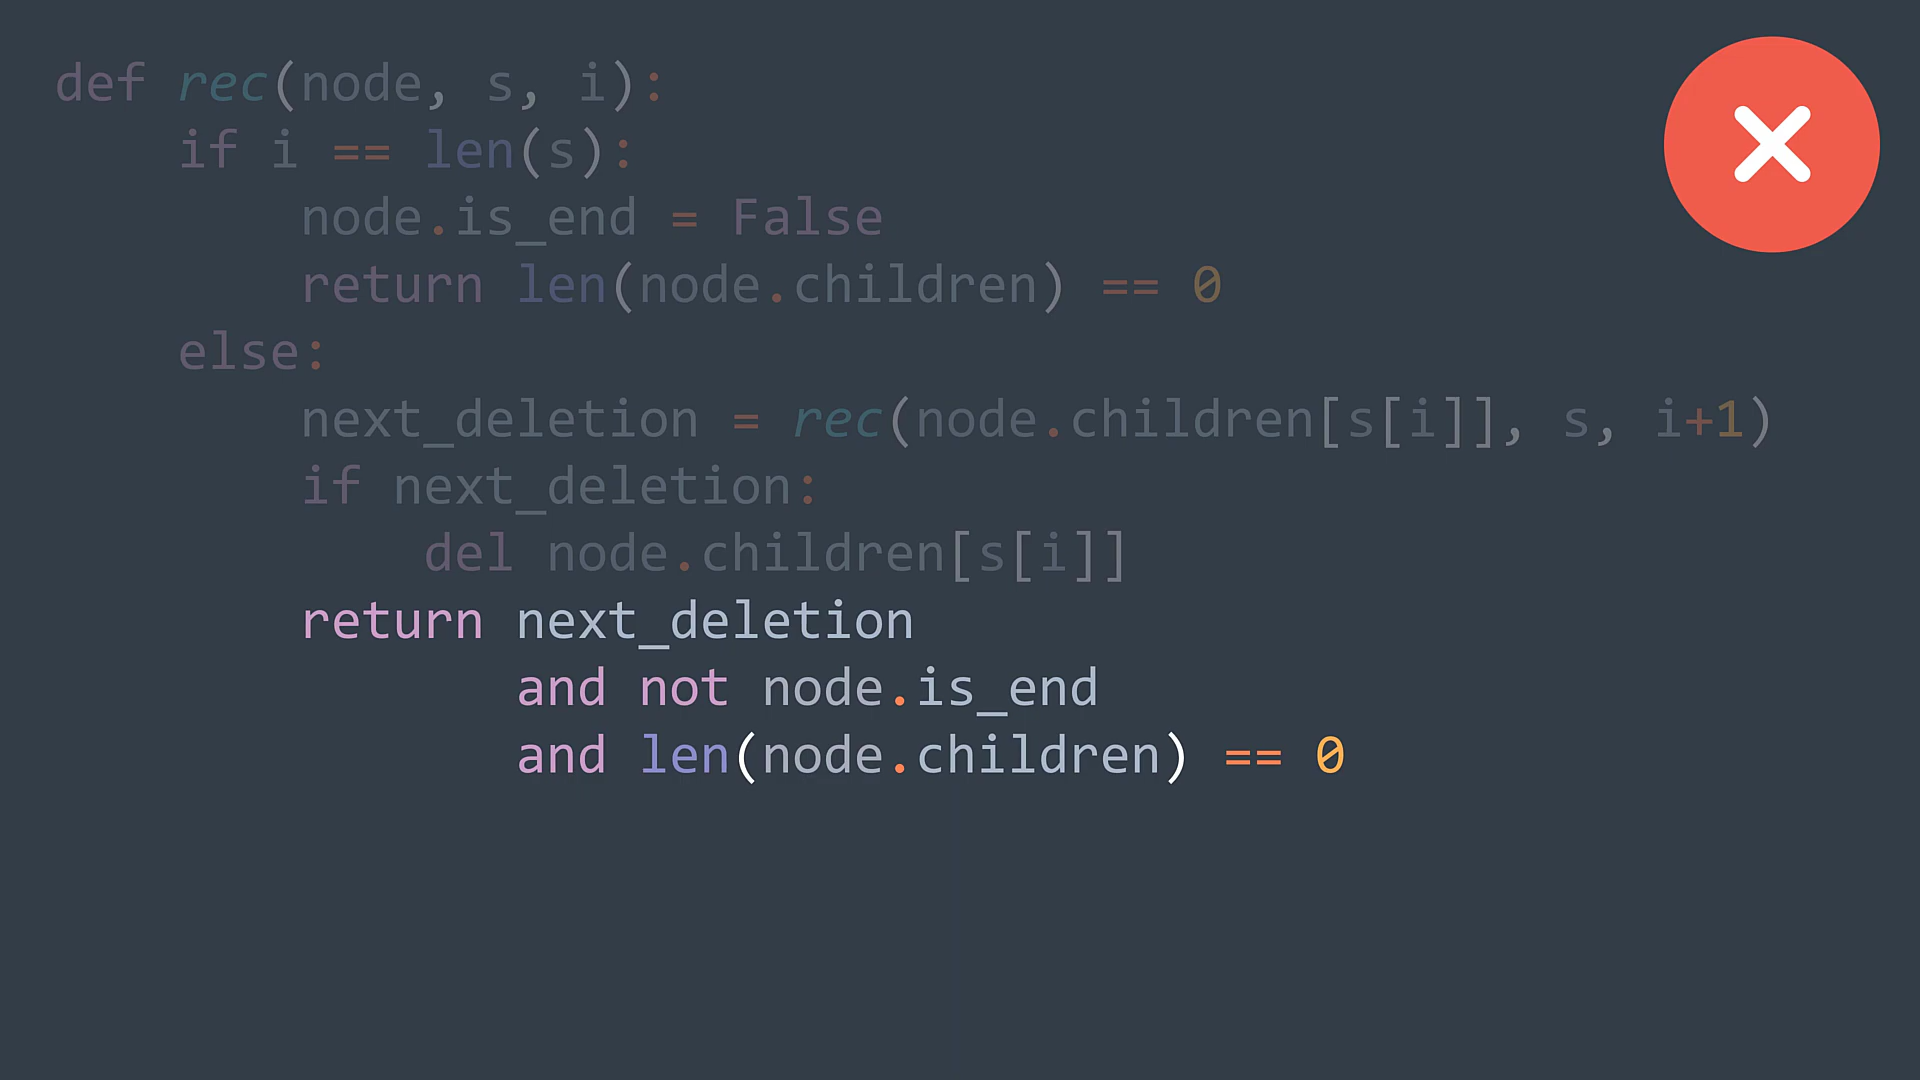 def rec(node, s, i):
    if i == len(s):
        node.is_end = False
        return len(node.children) == 0
    else:
        next_deletion = rec(node.children[s[i]], s, i+1)
        if next_deletion:
            del node.children[s[i]]
        return next_deletion
               and not node.is_end
               and len(node.children) == 0